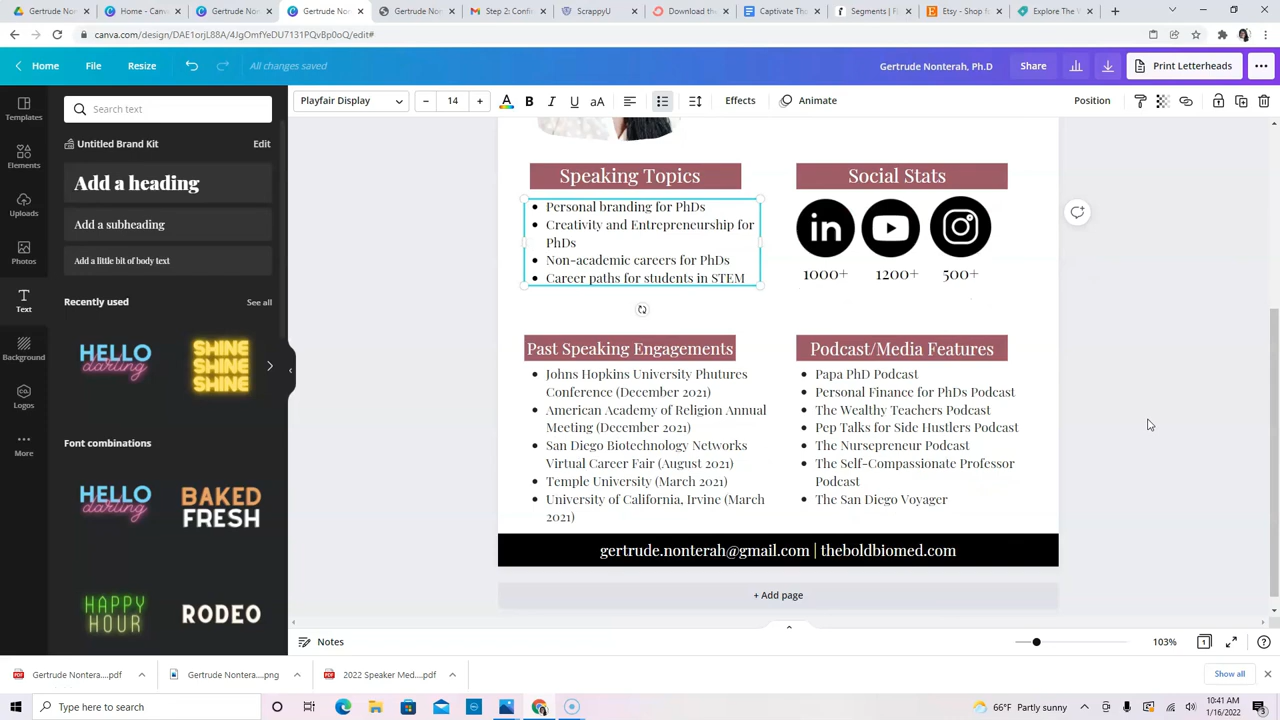 Gertrude N
Home - Canv
Gertrude Non
Gertrude Non
Gertrude Non
Step 2: Confi
ScrappyU
Download the
Captivate Tho
Segments | F
Etsy - Shop fo
Explore The V
canva.com/design/DAE1orjL88A/4JgOmfYeDU7131PQvBp0oQ/edit#
Home
File
Resize
All changes saved
Gertrude Nonterah, Ph.D
Share
Print Letterheads
Playfair Display
14
B
I
U
aA
Effects
Animate
Position
Templates
Elements
Uploads
Photos
Text
Background
Logos
More
Search text
Untitled Brand Kit
Edit
Add a heading
Add a subheading
Add a little bit of body text
Recently used
See all
HELLO
darling
SHINE
SHINE
SHINE
Font combinations
HELLO
darling
BAKED
FRESH
HAPPY
HOUR
RODEO
Speaking Topics
Personal branding for PhDs
Creativity and Entrepreneurship for
PhDs
Non-academic careers for PhDs
Career paths for students in STEM
Social Stats
in
1000+
1200+
500+
Past Speaking Engagements
Johns Hopkins University Phutures
Conference (December 2021)
American Academy of Religion Annual
Meeting (December 2021)
San Diego Biotechnology Networks
Virtual Career Fair (August 2021)
Temple University (March 2021)
University of California, Irvine (March
2021)
Podcast/Media Features
Papa PhD Podcast
Personal Finance for PhDs Podcast
The Wealthy Teachers Podcast
Pep Talks for Side Hustlers Podcast
The Nursepreneur Podcast
The Self-Compassionate Professor
Podcast
The San Diego Voyager
gertrude.nonterah@gmail.com | theboldbiomed.com
+ Add page
Notes
103%
1
Gertrude Nontera....pdf
Gertrude Nontera....png
2022 Speaker Med....pdf
Show all
Type here to search
66°F Partly sunny
10:41 AM
1/16/2022